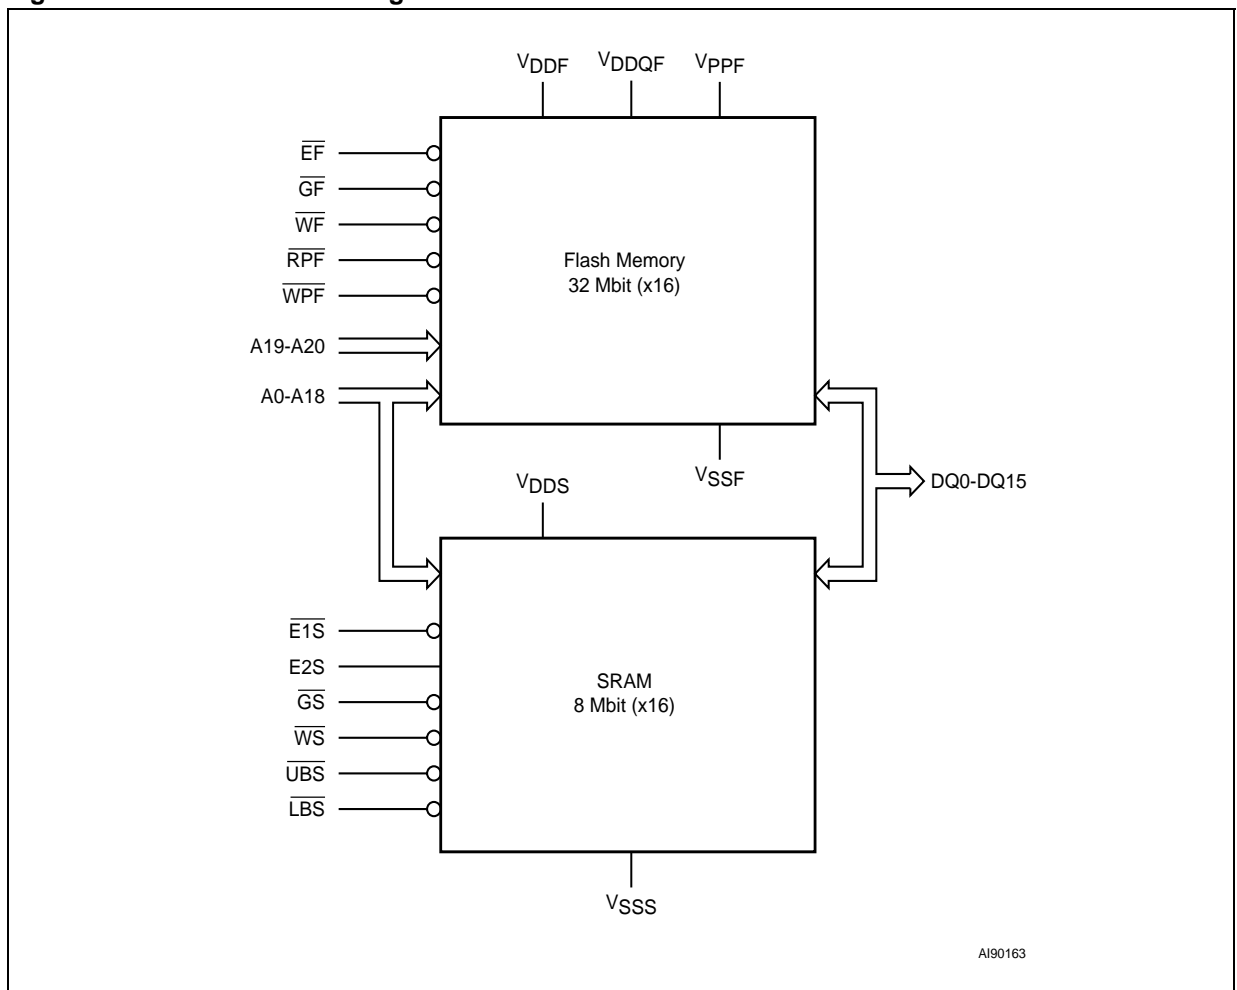 VDDF VDDQF VPPF
EF
GF
WF
RPF
WPF
Flash Memory
32 Mbit (x16)
A19-A20
A0-A18
VSSF
DQ0-DQ15
VDDS
E1S
E2S
GS
WS
UBS
LBS
SRAM
8 Mbit (x16)
VSSS
AI90163